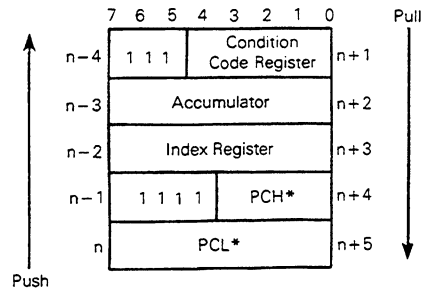 7 6 5 4 3 2 1 0 Pull
n-4 1 1 1 Condition Code Register n+1
n-3 Accumulator n+2
n-2 Index Register n+3
n-1 1 1 1 1 PCH* n+4
n PCL* n+5
Push